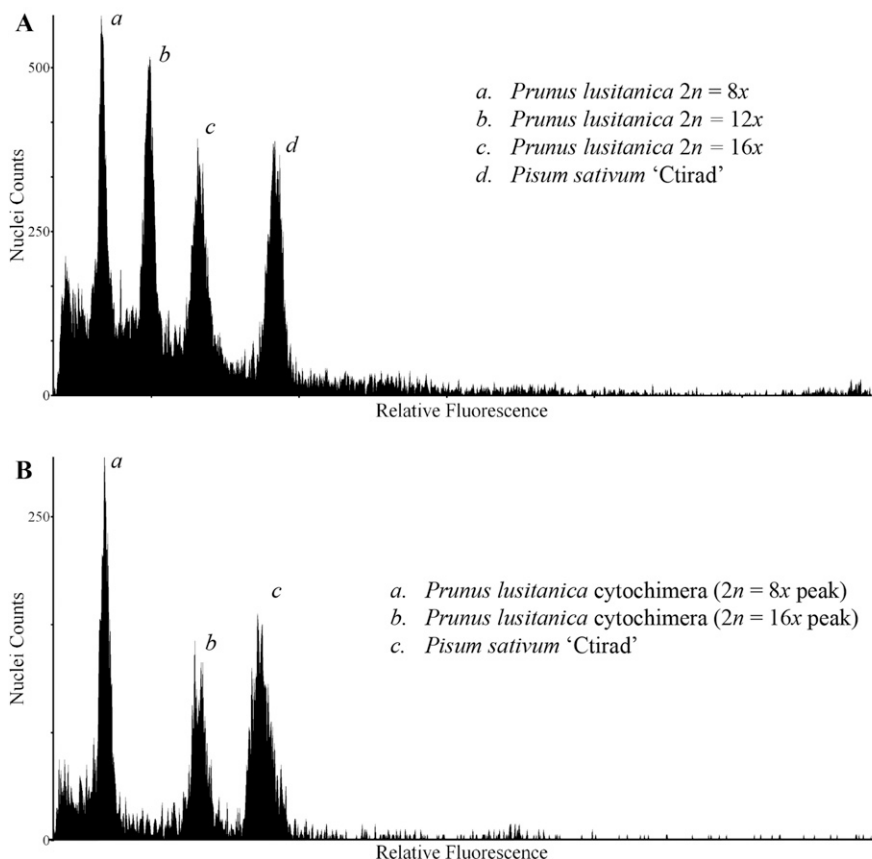 A
a
b
c
d
500
250
0
Nuclei Counts
Relative Fluorescence
a. Prunus lusitanica 2n = 8x
b. Prunus lusitanica 2n = 12x
c. Prunus lusitanica 2n = 16x
d. Pisum sativum ‘Ctirad’
B
a
b
c
250
0
Nuclei Counts
Relative Fluorescence
a. Prunus lusitanica cytochimera (2n = 8x peak)
b. Prunus lusitanica cytochimera (2n = 16x peak)
c. Pisum sativum ‘Ctirad’